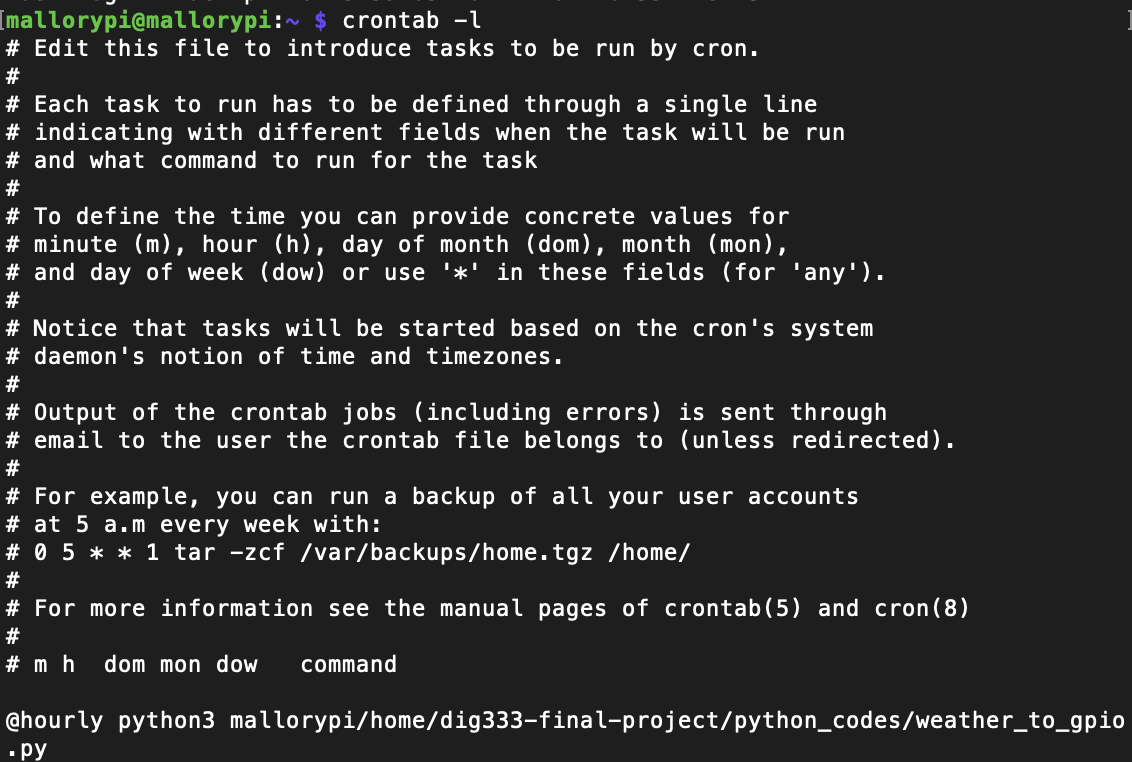 [mallorypi@mallorypi:~ $ crontab -l ]
# Edit this file to introduce tasks to be run by cron.
#
# Each task to run has to be defined through a single line
# indicating with different fields when the task will be run
# and what command to run for the task
#
# To define the time you can provide concrete values for
# minute (m), hour (h), day of month (dom), month (mon),
# and day of week (dow) or use '*' in these fields (for 'any').
#
# Notice that tasks will be started based on the cron's system
# daemon's notion of time and timezones.
#
# Output of the crontab jobs (including errors) is sent through
# email to the user the crontab file belongs to (unless redirected).
#
# For example, you can run a backup of all your user accounts
# at 5 a.m every week with:
# 0 5 * * 1 tar -zcf /var/backups/home.tgz /home/
#
# For more information see the manual pages of crontab(5) and cron(8)
#
# m h  dom mon dow   command
@hourly python3 mallorypi/home/dig333-final-project/python_codes/weather_to_gpio
.py